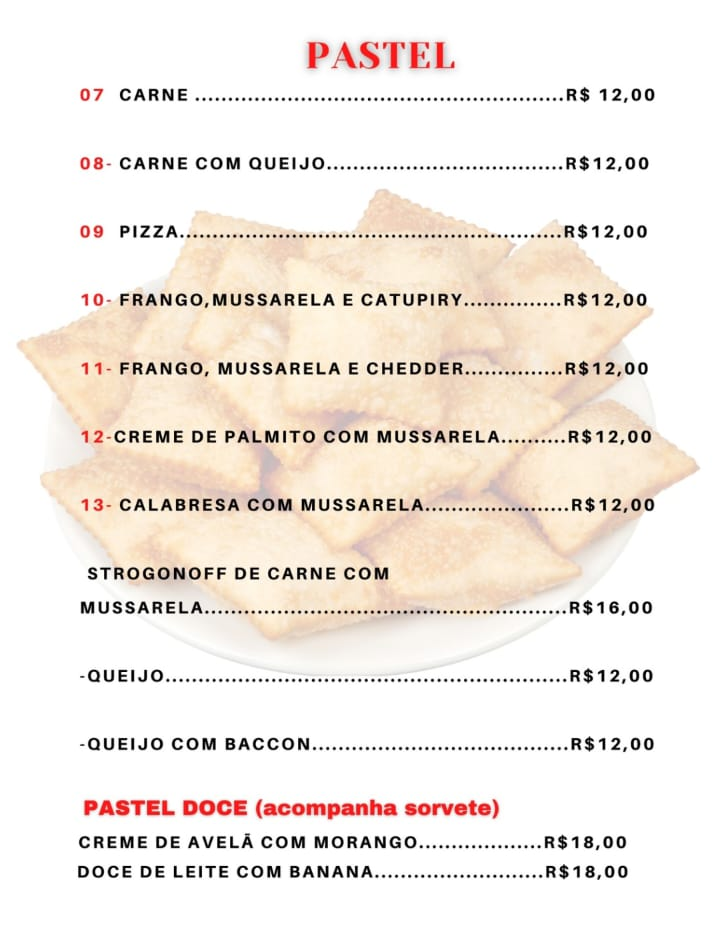 PASTEL
07 CARNE ........................................................R$ 12,00
08- CARNE COM QUEIJO....................................R$12,00
09 PIZZA..........................................................R$12,00
10- FRANGO,MUSSARELA E CATUPIRY...............R$12,00
11- FRANGO, MUSSARELA E CHEDDER...............R$12,00
12-CREME DE PALMITO COM MUSSARELA..........R$12,00
13- CALABRESA COM MUSSARELA......................R$12,00
STROGONOFF DE CARNE COM
MUSSARELA.......................................................R$16,00
-QUEIJO.............................................................R$12,00
-QUEIJO COM BACCON.......................................R$12,00
PASTEL DOCE (acompanha sorvete)
CREME DE AVELÃ COM MORANGO...................R$18,00
DOCE DE LEITE COM BANANA..........................R$18,00